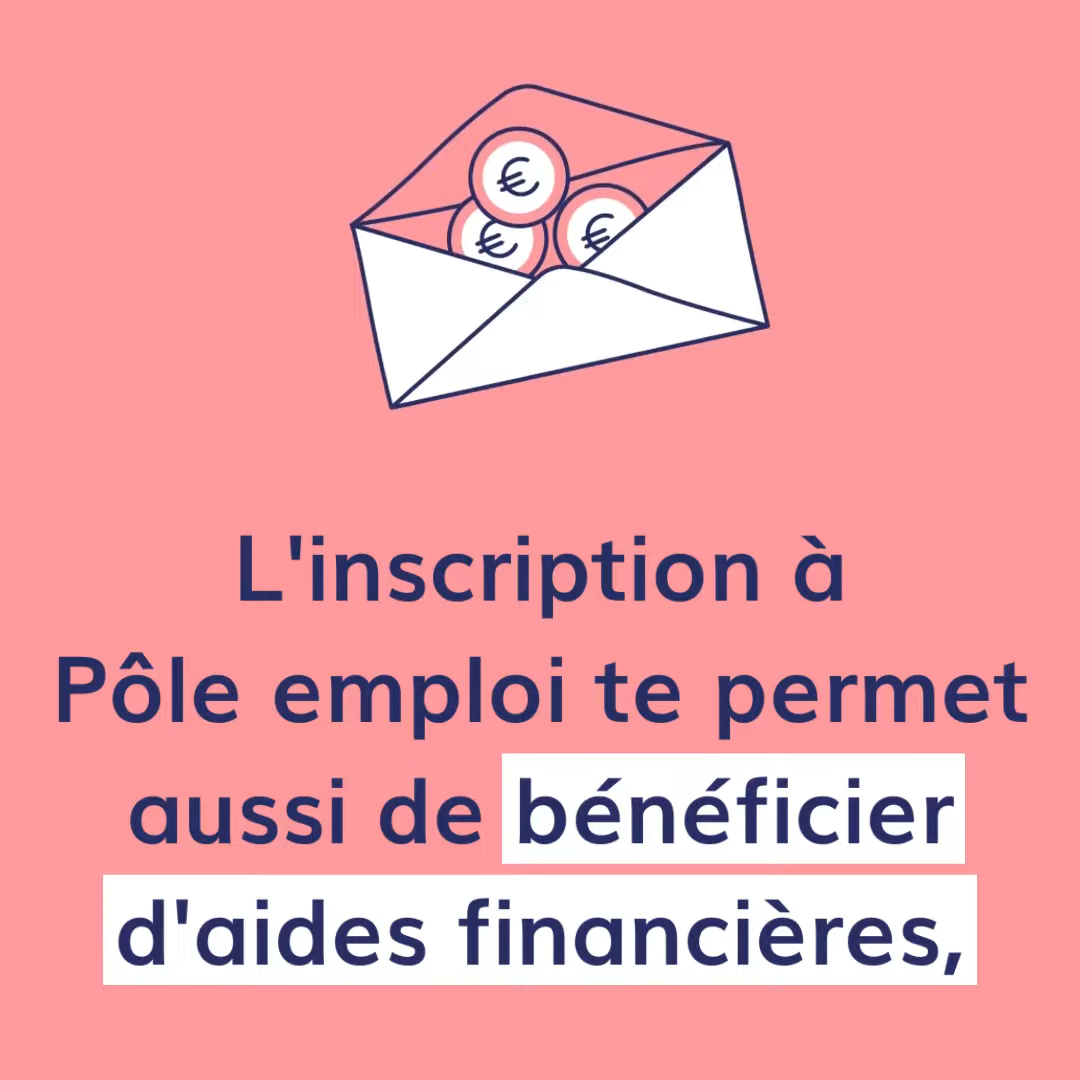 €
€
€
L'inscription à
Pôle emploi te permet
aussi de bénéficier
d'aides financières,